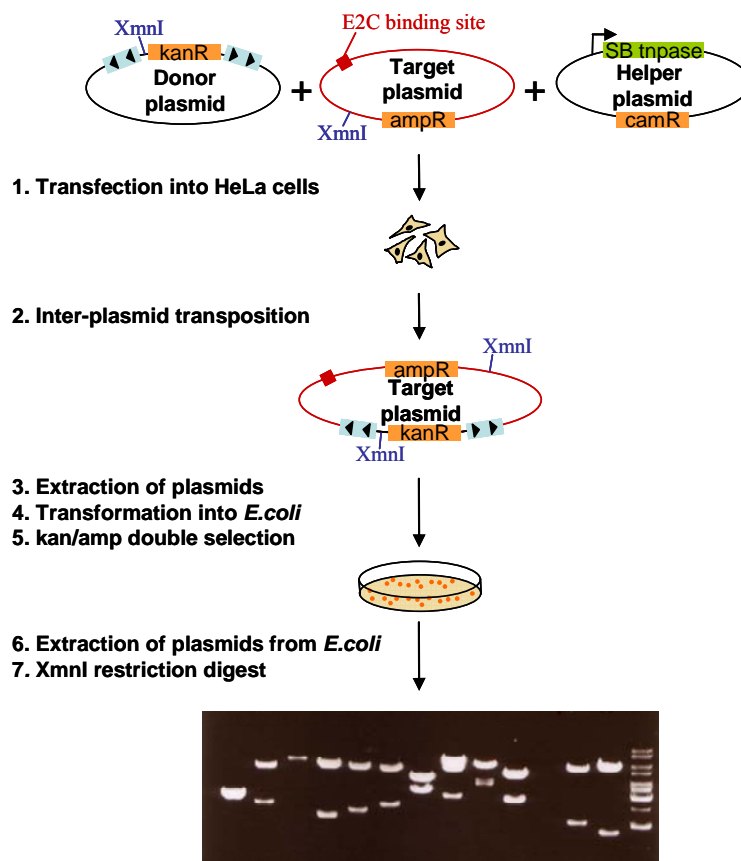 E2C binding site
XmnI
kanR
Donor
plasmid
+
Target
plasmid
XmnI
ampR
+
SB tnpase
Helper
plasmid
camR
1. Transfection into HeLa cells
2. Inter-plasmid transposition
XmnI
ampR
Target
plasmid
kanR
XmnI
3. Extraction of plasmids
4. Transformation into E.coli
5. kan/amp double selection
6. Extraction of plasmids from E.coli
7. XmnI restriction digest